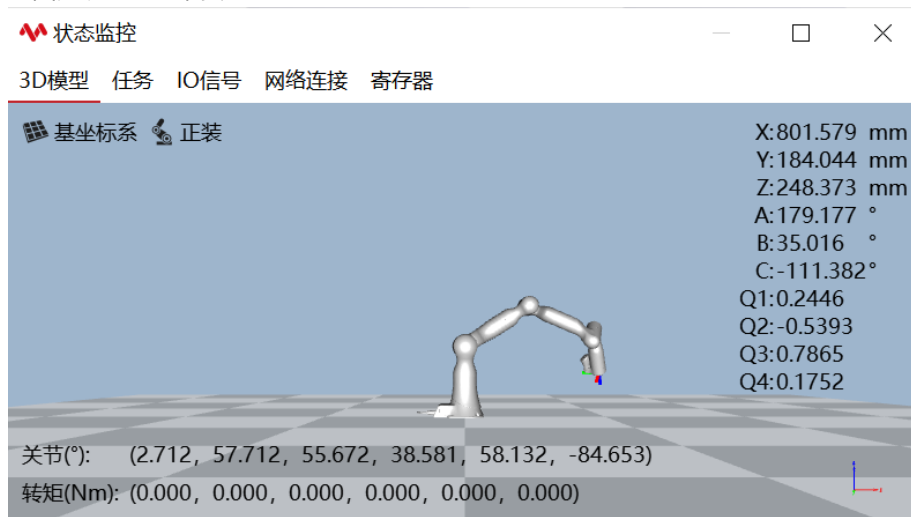 状态监控
3D模型 任务 IO信号 网络连接 寄存器
基坐标系 正装
X:801.579 mm
Y:184.044 mm
Z:248.373 mm
A:179.177 °
B:35.016 °
C:-111.382°
Q1:0.2446
Q2:-0.5393
Q3:0.7865
Q4:0.1752
关节(°): (2.712, 57.712, 55.672, 38.581, 58.132, -84.653)
转矩(Nm): (0.000, 0.000, 0.000, 0.000, 0.000, 0.000)